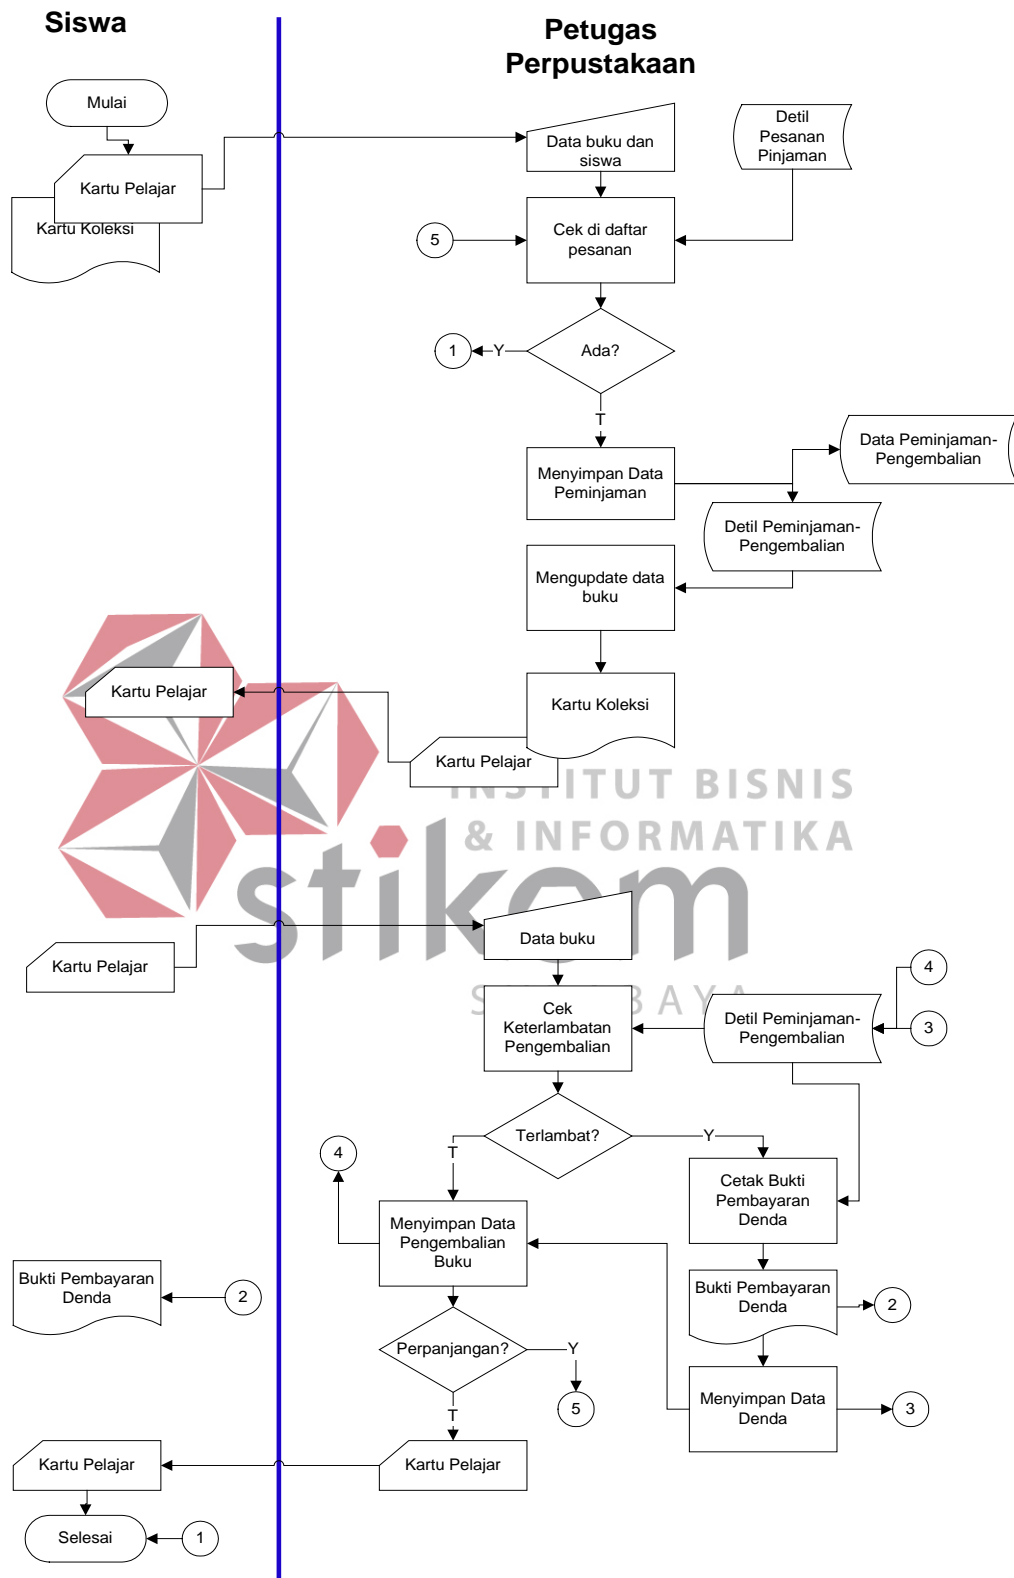 Siswa
Petugas
Perpustakaan
Mulai
Kartu Pelajar
Kartu Koleksi
Data buku dan
siswa
Detil
Pesanan
Pinjaman
5
Cek di daftar
pesanan
1
Y
Ada?
T
Menyimpan Data
Peminjaman
Data Peminjaman-
Pengembalian
Detil Peminjaman-
Pengembalian
Mengupdate data
buku
Kartu Pelajar
Kartu Koleksi
Kartu Pelajar
INSTITUT BISNIS
& INFORMATIKA
stikom
SURABAYA
Kartu Pelajar
Data buku
Cek
Keterlambatan
Pengembalian
Detil Peminjaman-
Pengembalian
4
3
Terlambat?
T
Y
4
Menyimpan Data
Pengembalian
Buku
Cetak Bukti
Pembayaran
Denda
Bukti Pembayaran
Denda
2
Bukti Pembayaran
Denda
2
Perpanjangan?
Y
5
T
Menyimpan Data
Denda
3
Kartu Pelajar
Kartu Pelajar
Selesai
1